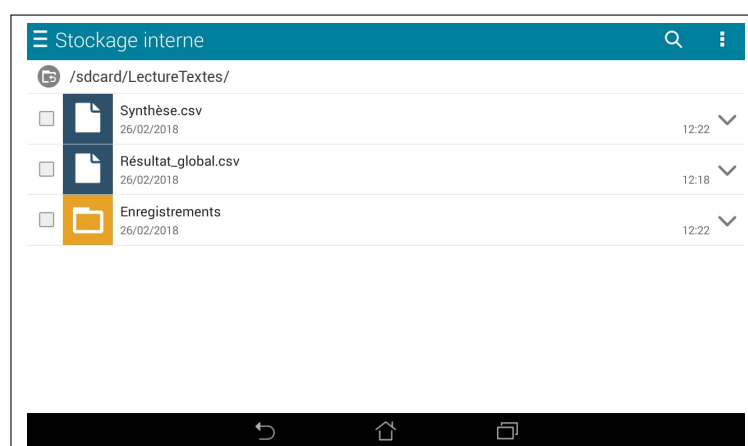 Stockage interne
/sdcard/LectureTextes/
Synthèse.csv
26/02/2018
12:22
Résultat_global.csv
26/02/2018
12:18
Enregistrements
26/02/2018
12:22